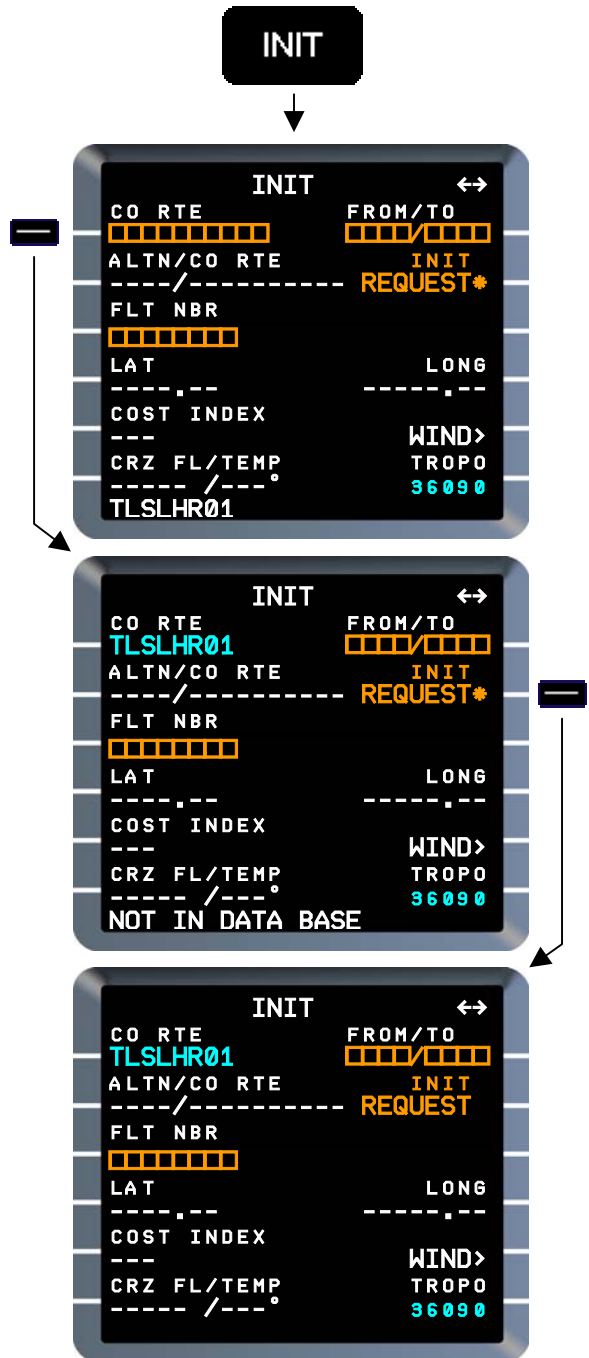 INIT
INIT ←→
CO RTE FROM/TO
□□□□□□□□□□ □□□□/□□□□
ALTN/CO RTE INIT
----/---------- REQUEST*
FLT NBR
□□□□□□□□
LAT LONG
----.-- -----.--
COST INDEX
--- WIND>
CRZ FL/TEMP TROPO
----- /---° 36090
TLSLHR01
INIT ←→
CO RTE FROM/TO
TLSLHR01 □□□□/□□□□
ALTN/CO RTE INIT
----/---------- REQUEST*
FLT NBR
□□□□□□□□
LAT LONG
----.-- -----.--
COST INDEX
--- WIND>
CRZ FL/TEMP TROPO
----- /---° 36090
NOT IN DATA BASE
INIT ←→
CO RTE FROM/TO
TLSLHR01 □□□□/□□□□
ALTN/CO RTE INIT
----/---------- REQUEST
FLT NBR
□□□□□□□□
LAT LONG
----.-- -----.--
COST INDEX
--- WIND>
CRZ FL/TEMP TROPO
----- /---° 36090